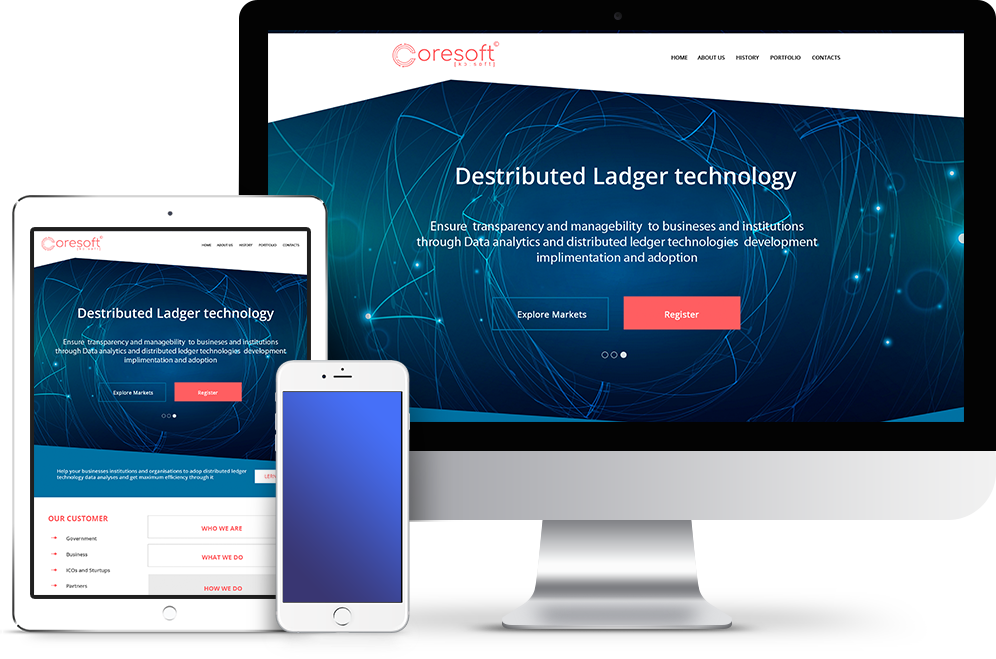 Coresoft©
[kɔ:soft]
HOME ABOUT US HISTORY PORTFOLIO CONTACTS
Destributed Ladger technology
Ensure transparency and managebility to busineses and institutions
through Data analytics and distributed ledger technologies development
implimentation and adoption
Explore Markets
Register
Coresoft©
HOME ABOUT US HISTORY PORTFOLIO CONTACTS
Destributed Ladger technology
Ensure transparency and managebility to busineses and institutions
through Data analytics and distributed ledger technologies development
implimentation and adoption
Explore Markets
Register
Help your businesses institutions and organisations to adop distributed ledger
technology data analyses and get maximum efficiency through it
LERN
OUR CUSTOMER
Government
Business
ICOs and Sturtups
Partners
WHO WE ARE
WHAT WE DO
HOW WE DO